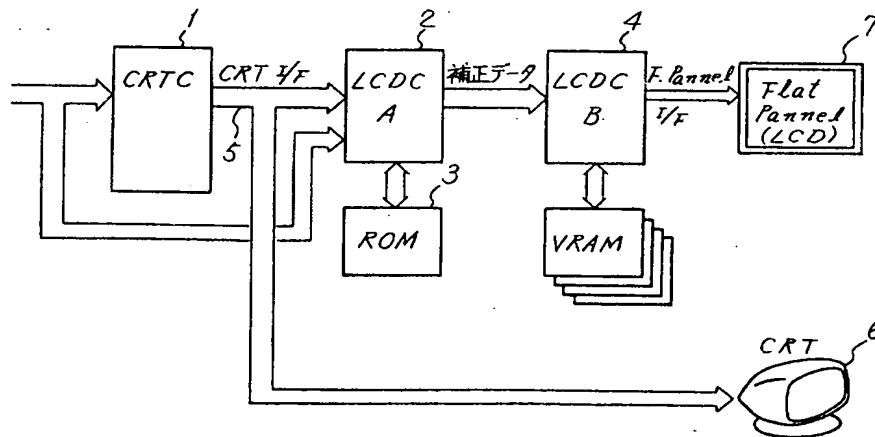 1
CRTC
CRT I/F
5
2
LCDC
A
3
ROM
補正データ
4
LCDC
B
VRAM
F. Pannel
I/F
7
Flat
Pannel
(LCD)
CRT
6